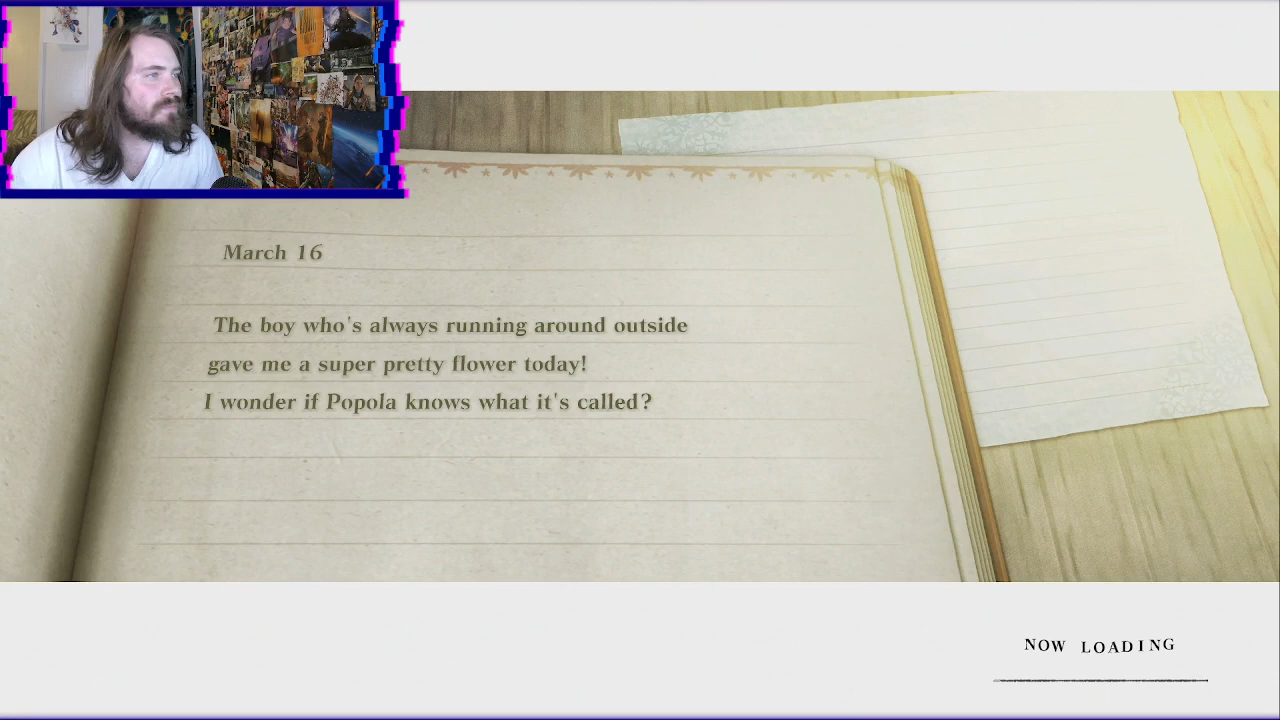 March 16
The boy who's always running around outside
gave me a super pretty flower today!
I wonder if Popola knows what it's called?
NOW LOADING